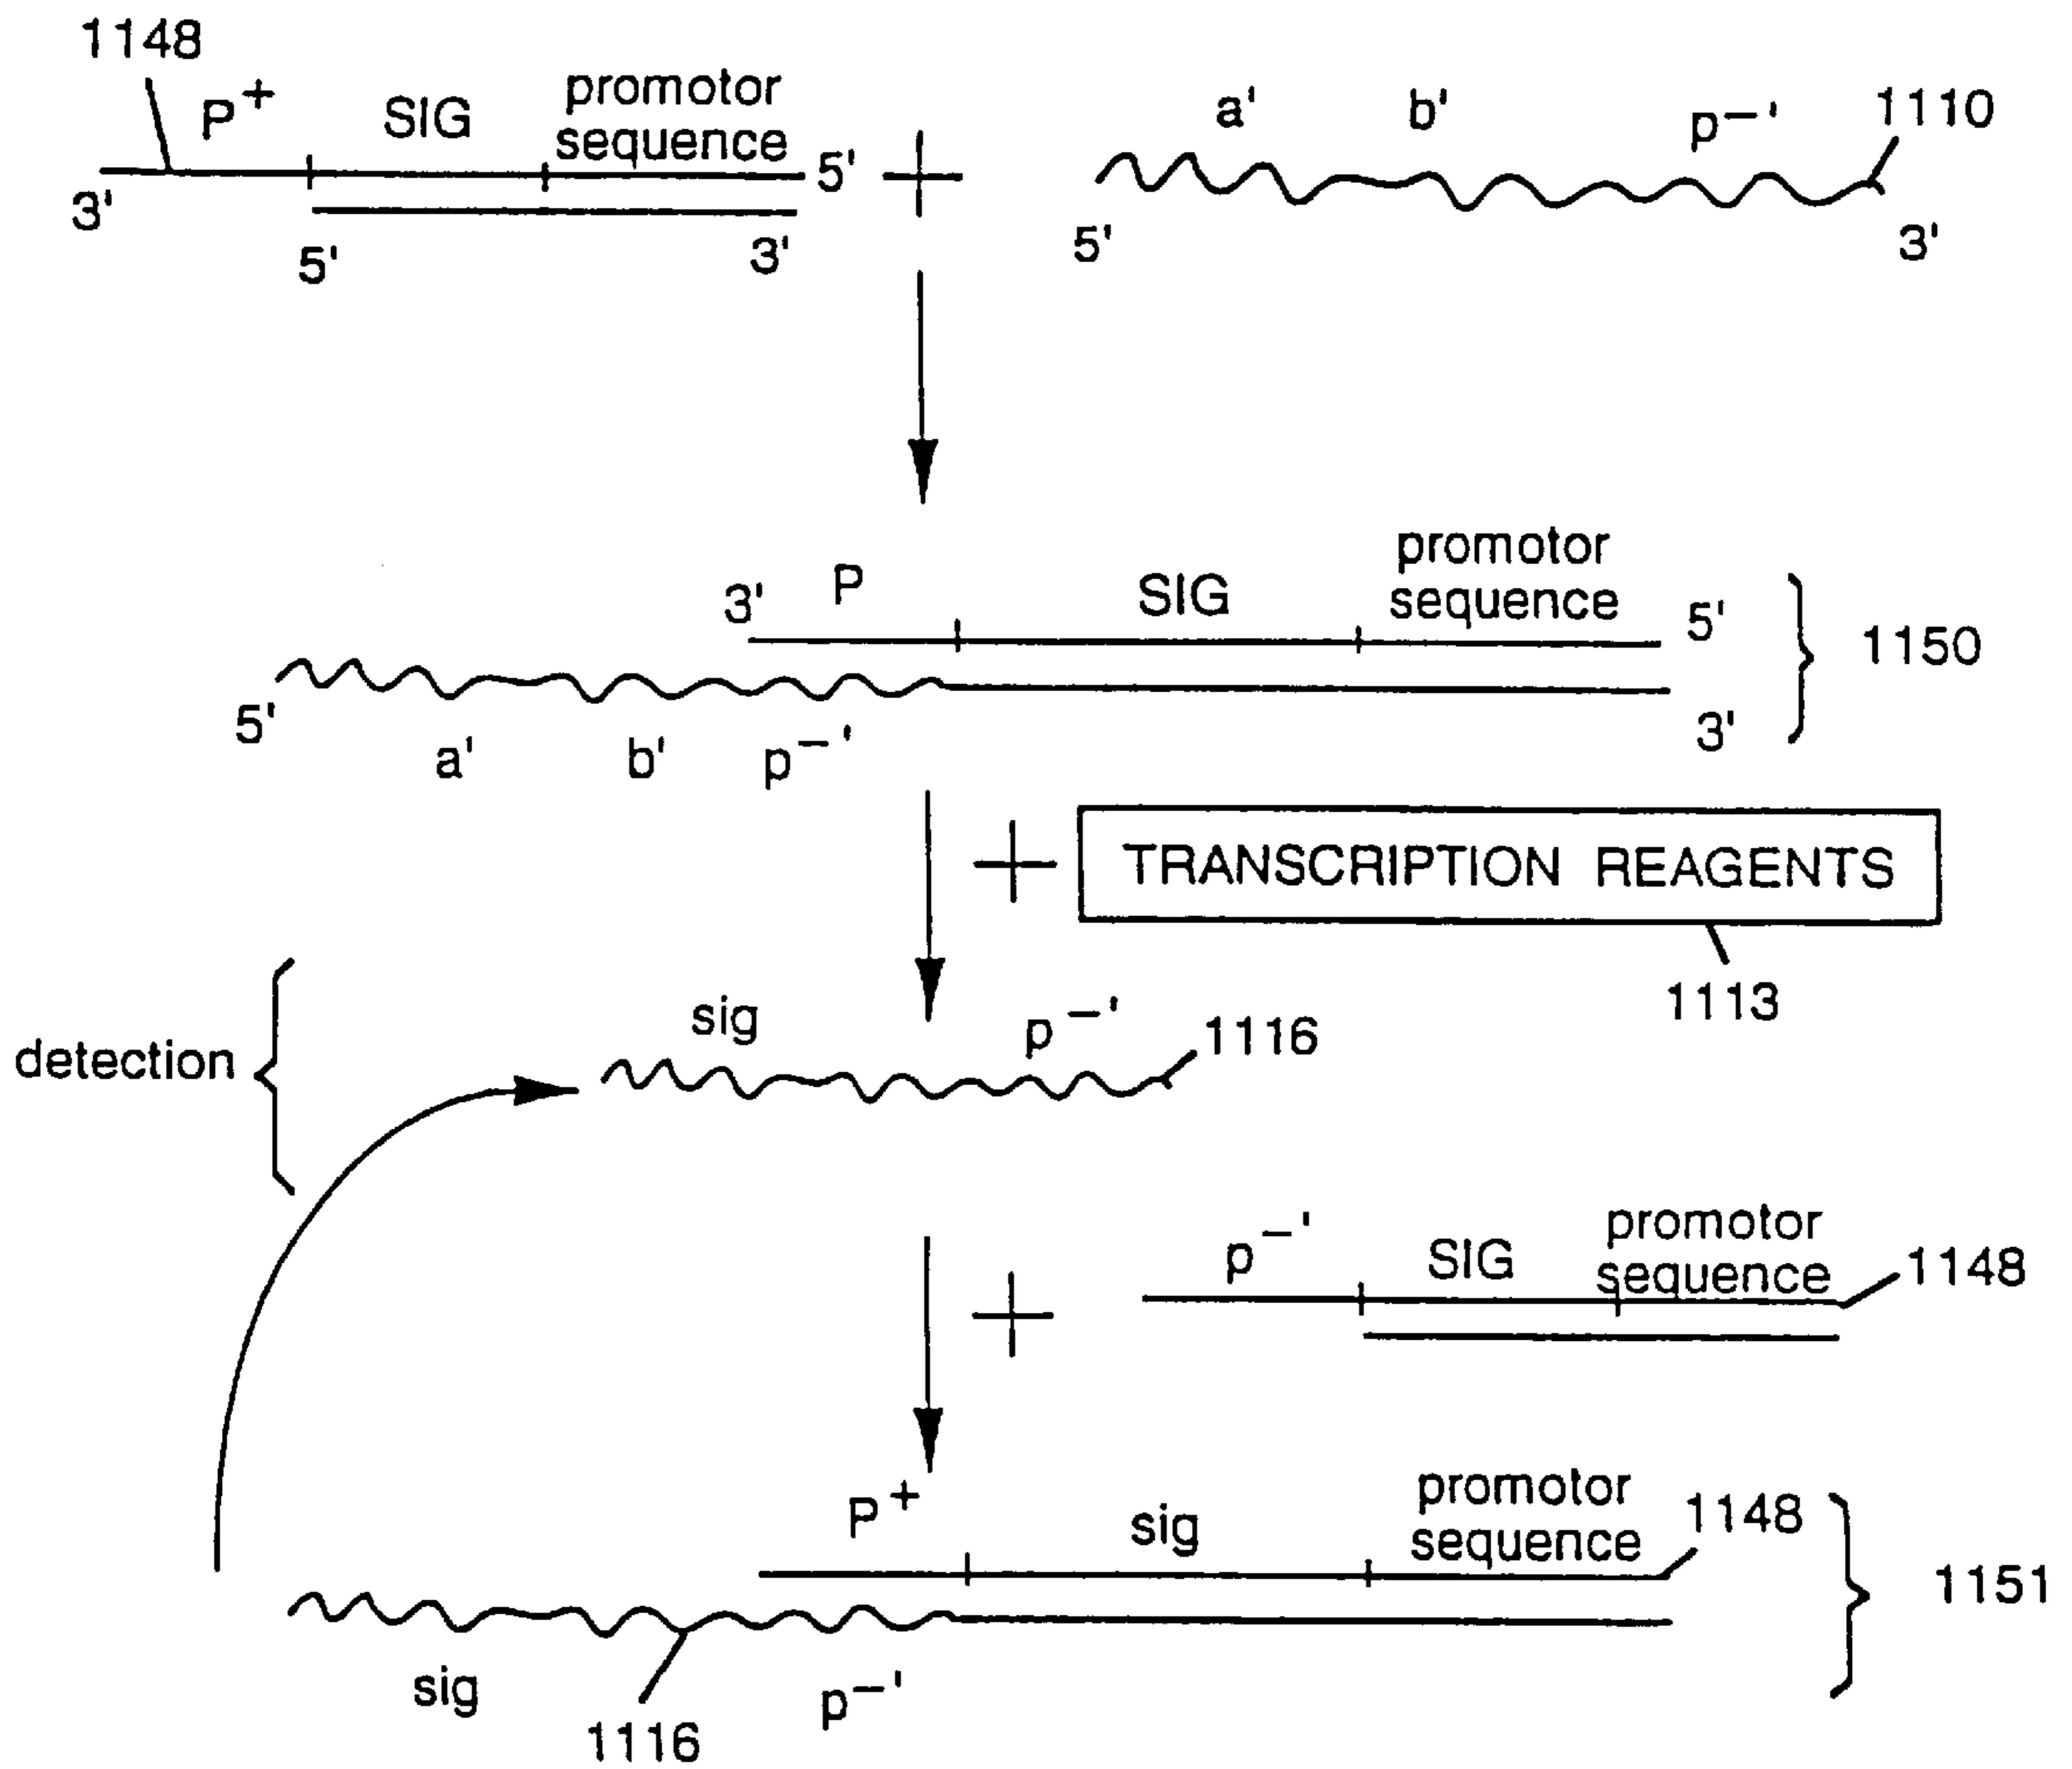 1148
P+ SIG promotor
sequence
3' 5'
5' 3'
+
a' b' p–' 1110
5' 3'
3' P SIG promotor
sequence 5'
1150
5' 3'
a' b' p–'
+ TRANSCRIPTION REAGENTS
1113
detection
sig p–' 1116
+
p–' SIG promotor
sequence 1148
P+ sig promotor
sequence 1148
1151
sig p–'
1116